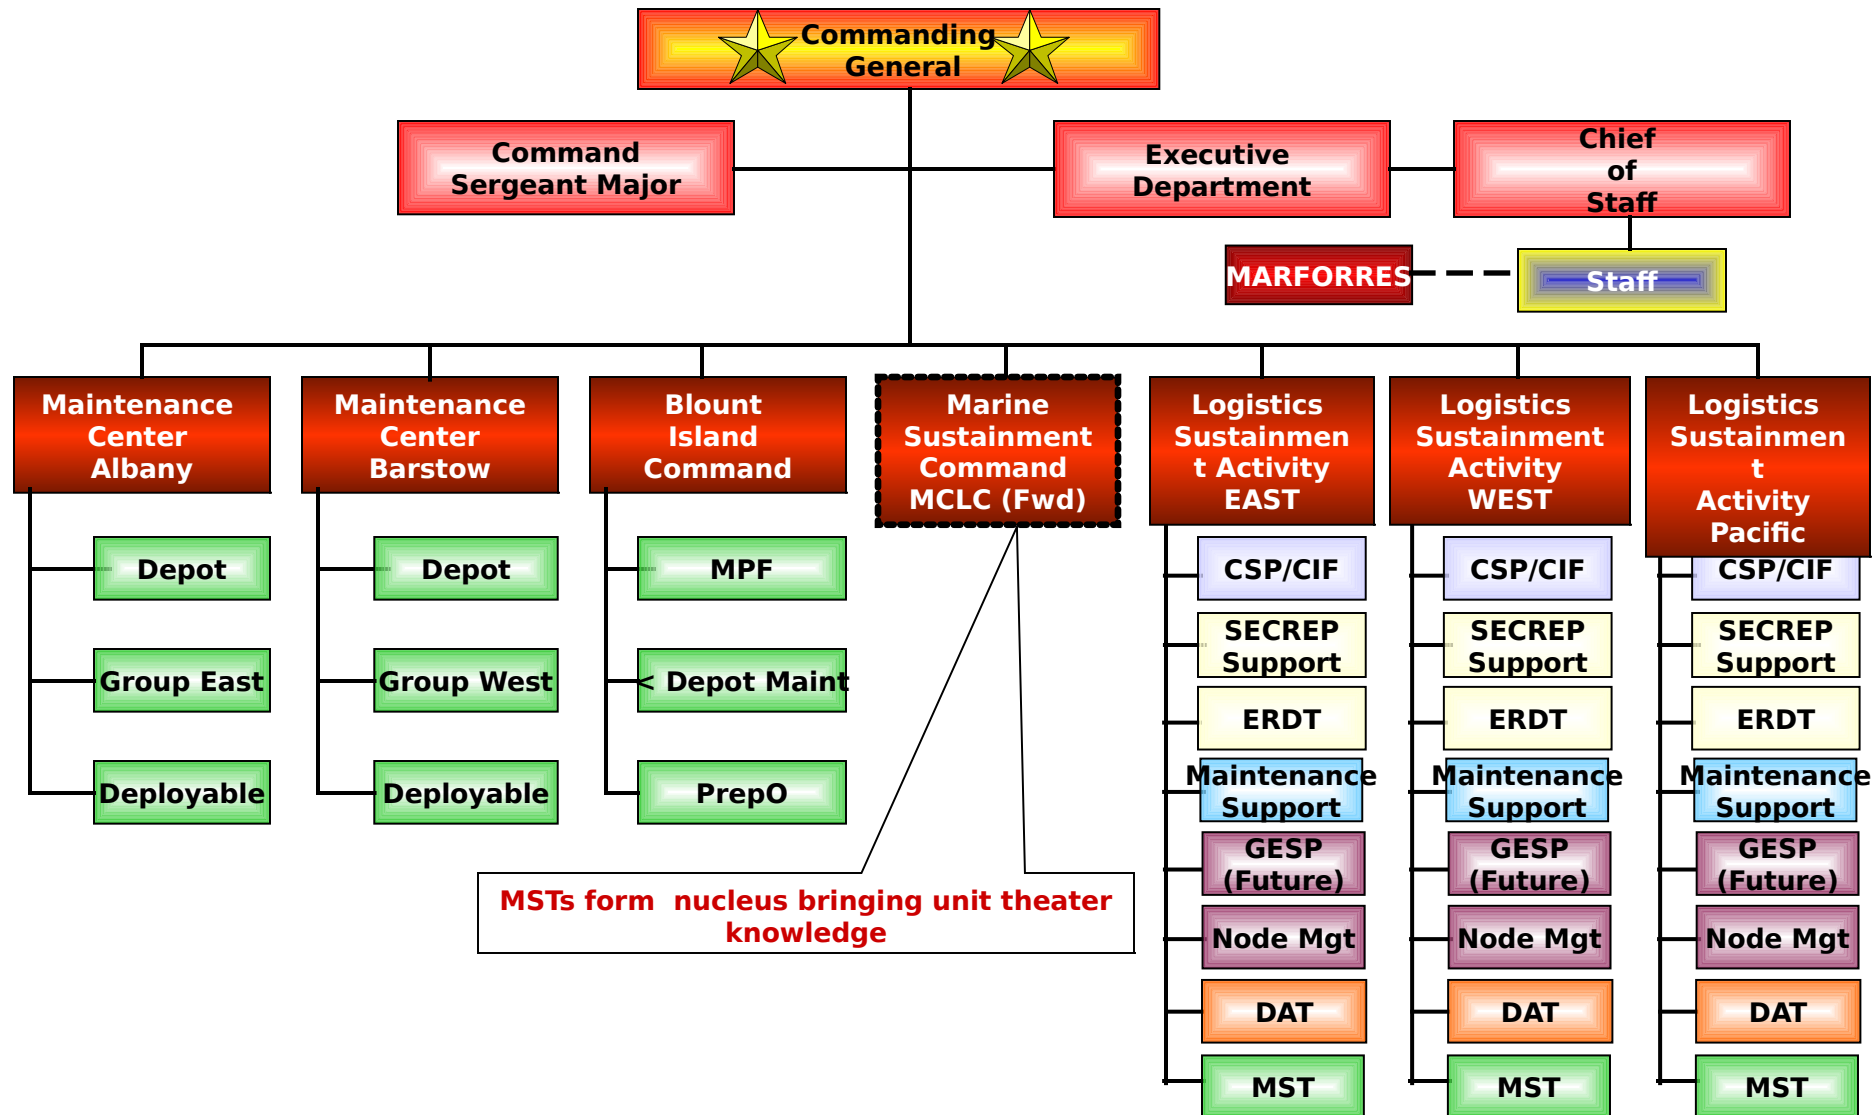 Commanding
General
Command
Sergeant Major
Executive
Department
Chief
of
Staff
MARFORRES
Staff
Maintenance
Center
Albany
Depot
Group East
Deployable
Maintenance
Center
Barstow
Depot
Group West
Deployable
Blount
Island
Command
MPF
< Depot Maint
PrepO
Marine
Sustainment
Command
MCLC (Fwd)
MSTs form  nucleus bringing unit theater
knowledge
Logistics
Sustainmen
t Activity
EAST
CSP/CIF
SECREP
Support
ERDT
Maintenance
Support
GESP
(Future)
Node Mgt
DAT
MST
Logistics
Sustainment
Activity
WEST
CSP/CIF
SECREP
Support
ERDT
Maintenance
Support
GESP
(Future)
Node Mgt
DAT
MST
Logistics
Sustainmen
t
Activity
Pacific
CSP/CIF
SECREP
Support
ERDT
Maintenance
Support
GESP
(Future)
Node Mgt
DAT
MST